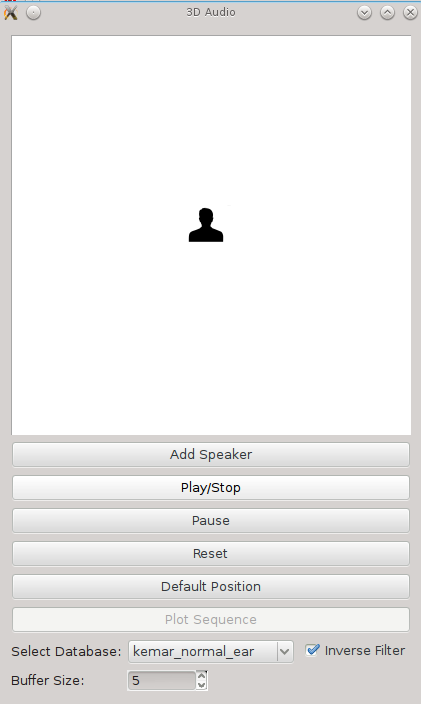 3D Audio
Add Speaker
Play/Stop
Pause
Reset
Default Position
Plot Sequence
Select Database: kemar_normal_ear Inverse Filter
Buffer Size: 5